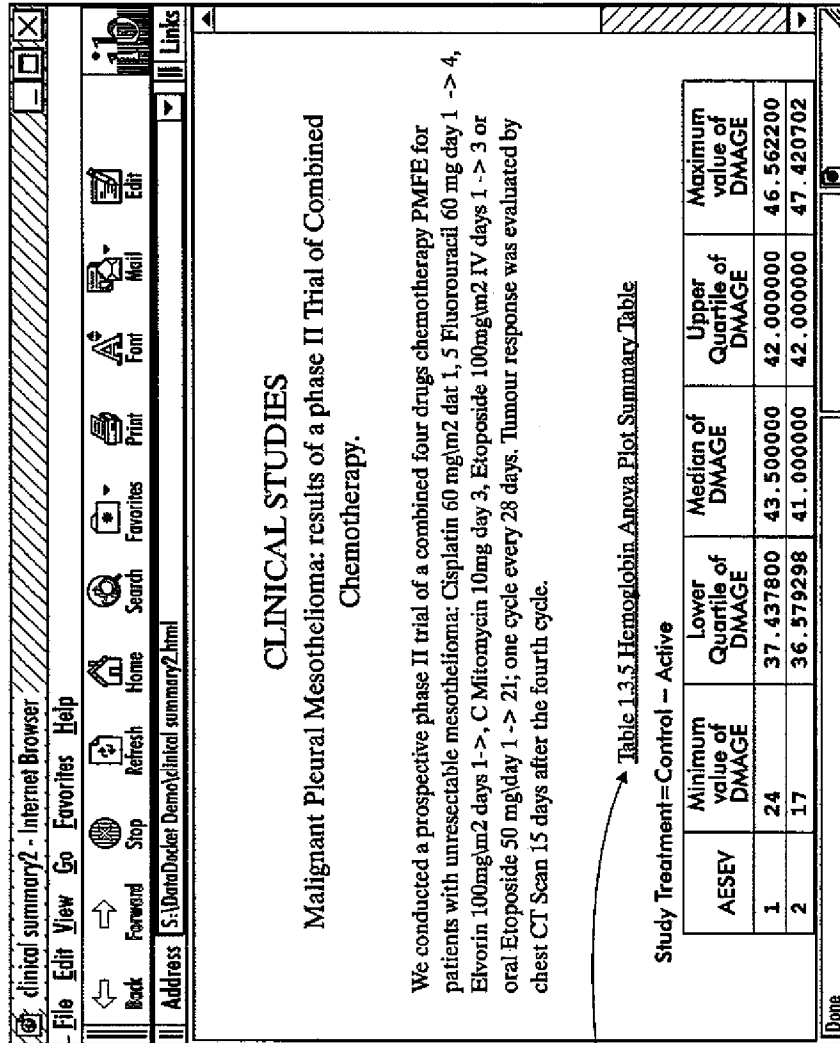 clinical summary2 - Internet Browser
File Edit View Go Favorites Help
Back Forward Stop Refresh Home Search Favorites Print Font Mail Edit
Address S:\DataDocket Demo\clinical summary2.html Links
CLINICAL STUDIES
Malignant Pleural Mesothelioma: results of a phase II Trial of Combined
Chemotherapy.
We conducted a prospective phase II trial of a combined four drugs chemotherapy PMFE for
patients with unresectable mesothelioma: Cisplatin 60 mg\m2 dat 1, 5 Fluorouracil 60 mg day 1 -> 4,
Elvorin 100mg\m2 days 1->, C Mitomycin 10mg day 3, Etoposide 100mg\m2 IV days 1 -> 3 or
oral Etoposide 50 mg\day 1 -> 21; one cycle every 28 days. Tumour response was evaluated by
chest CT Scan 15 days after the fourth cycle.
Table 1.3.5 Hemoglobin Anova Plot Summary Table
Study Treatment=Control - Active
AESEV Minimum value of DMAGE Lower Quartile of DMAGE Median of DMAGE Upper Quartile of DMAGE Maximum value of DMAGE
1 24 37.437800 43.500000 42.000000 46.562200
2 17 36.579298 41.000000 42.000000 47.420702
Done